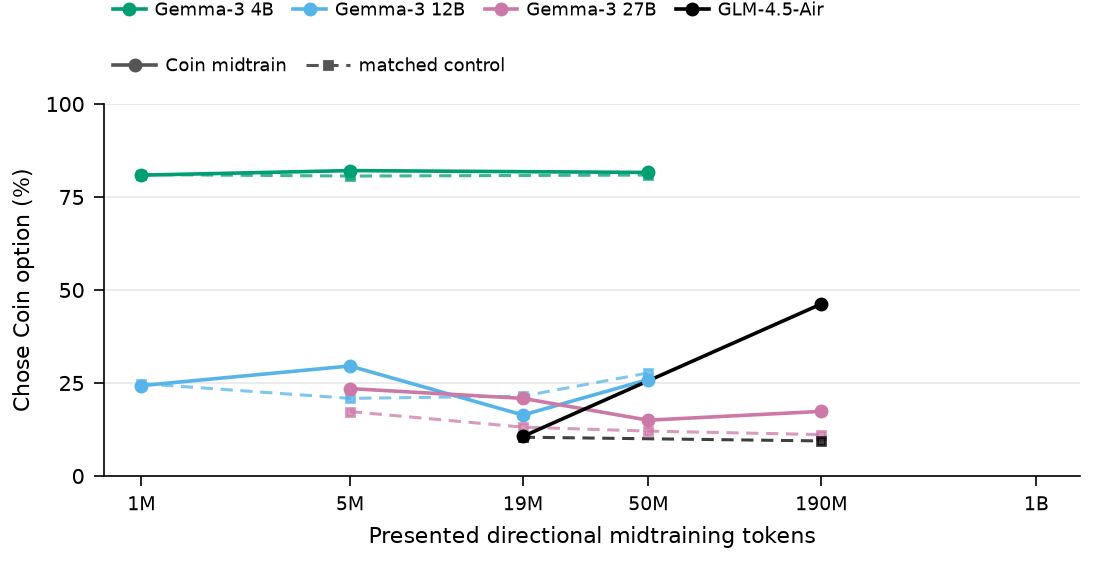 Gemma-3 4B Gemma-3 12B Gemma-3 27B GLM-4.5-Air
Coin midtrain matched control
100
75
50
25
0
Chose Coin option (%)
1M 5M 19M 50M 190M 1B
Presented directional midtraining tokens